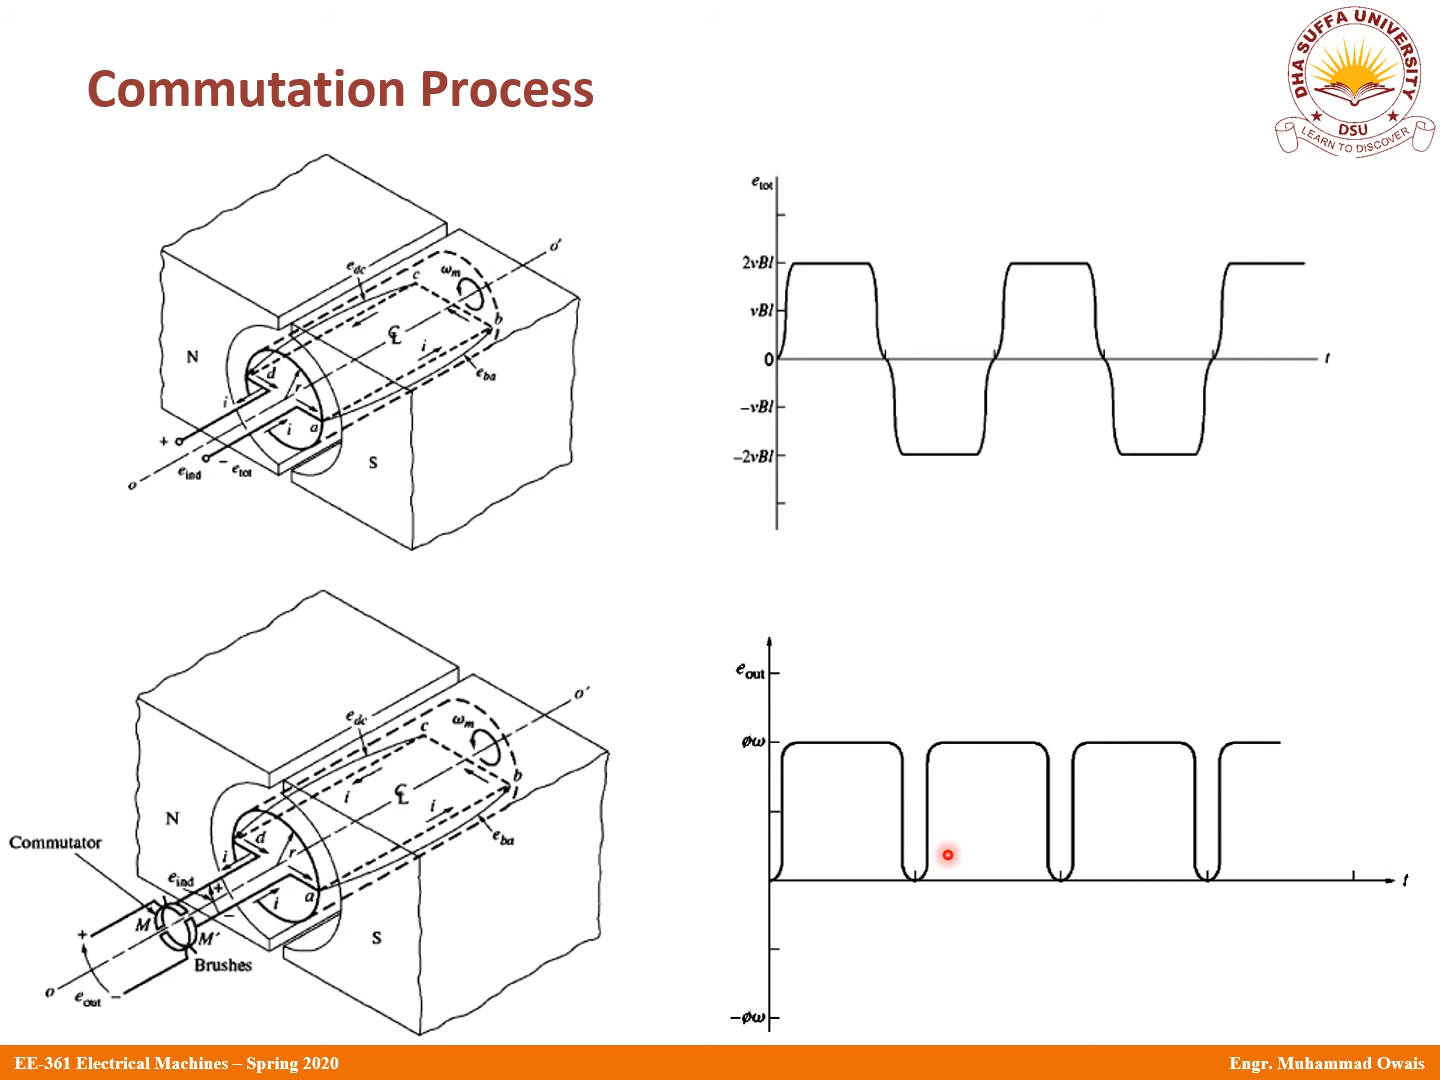 Commutation Process
DHA SUFFA UNIVERSITY
DSU
LEARN TO DISCOVER
o'
e_dc
c
ω_m
b
℄
N
i
e_ba
d
r
i
a
i
+
S
e_ind
− e_tot
o
e_tot
2vBl
vBl
0
t
−vBl
−2vBl
o'
e_dc
c
ω_m
b
℄
i
i
N
e_ba
Commutator
d
r
i
e_ind
+
a
i
−
M
M'
S
+
Brushes
o
e_out
−
e_out
φω
t
−φω
EE-361 Electrical Machines – Spring 2020
Engr. Muhammad Owais